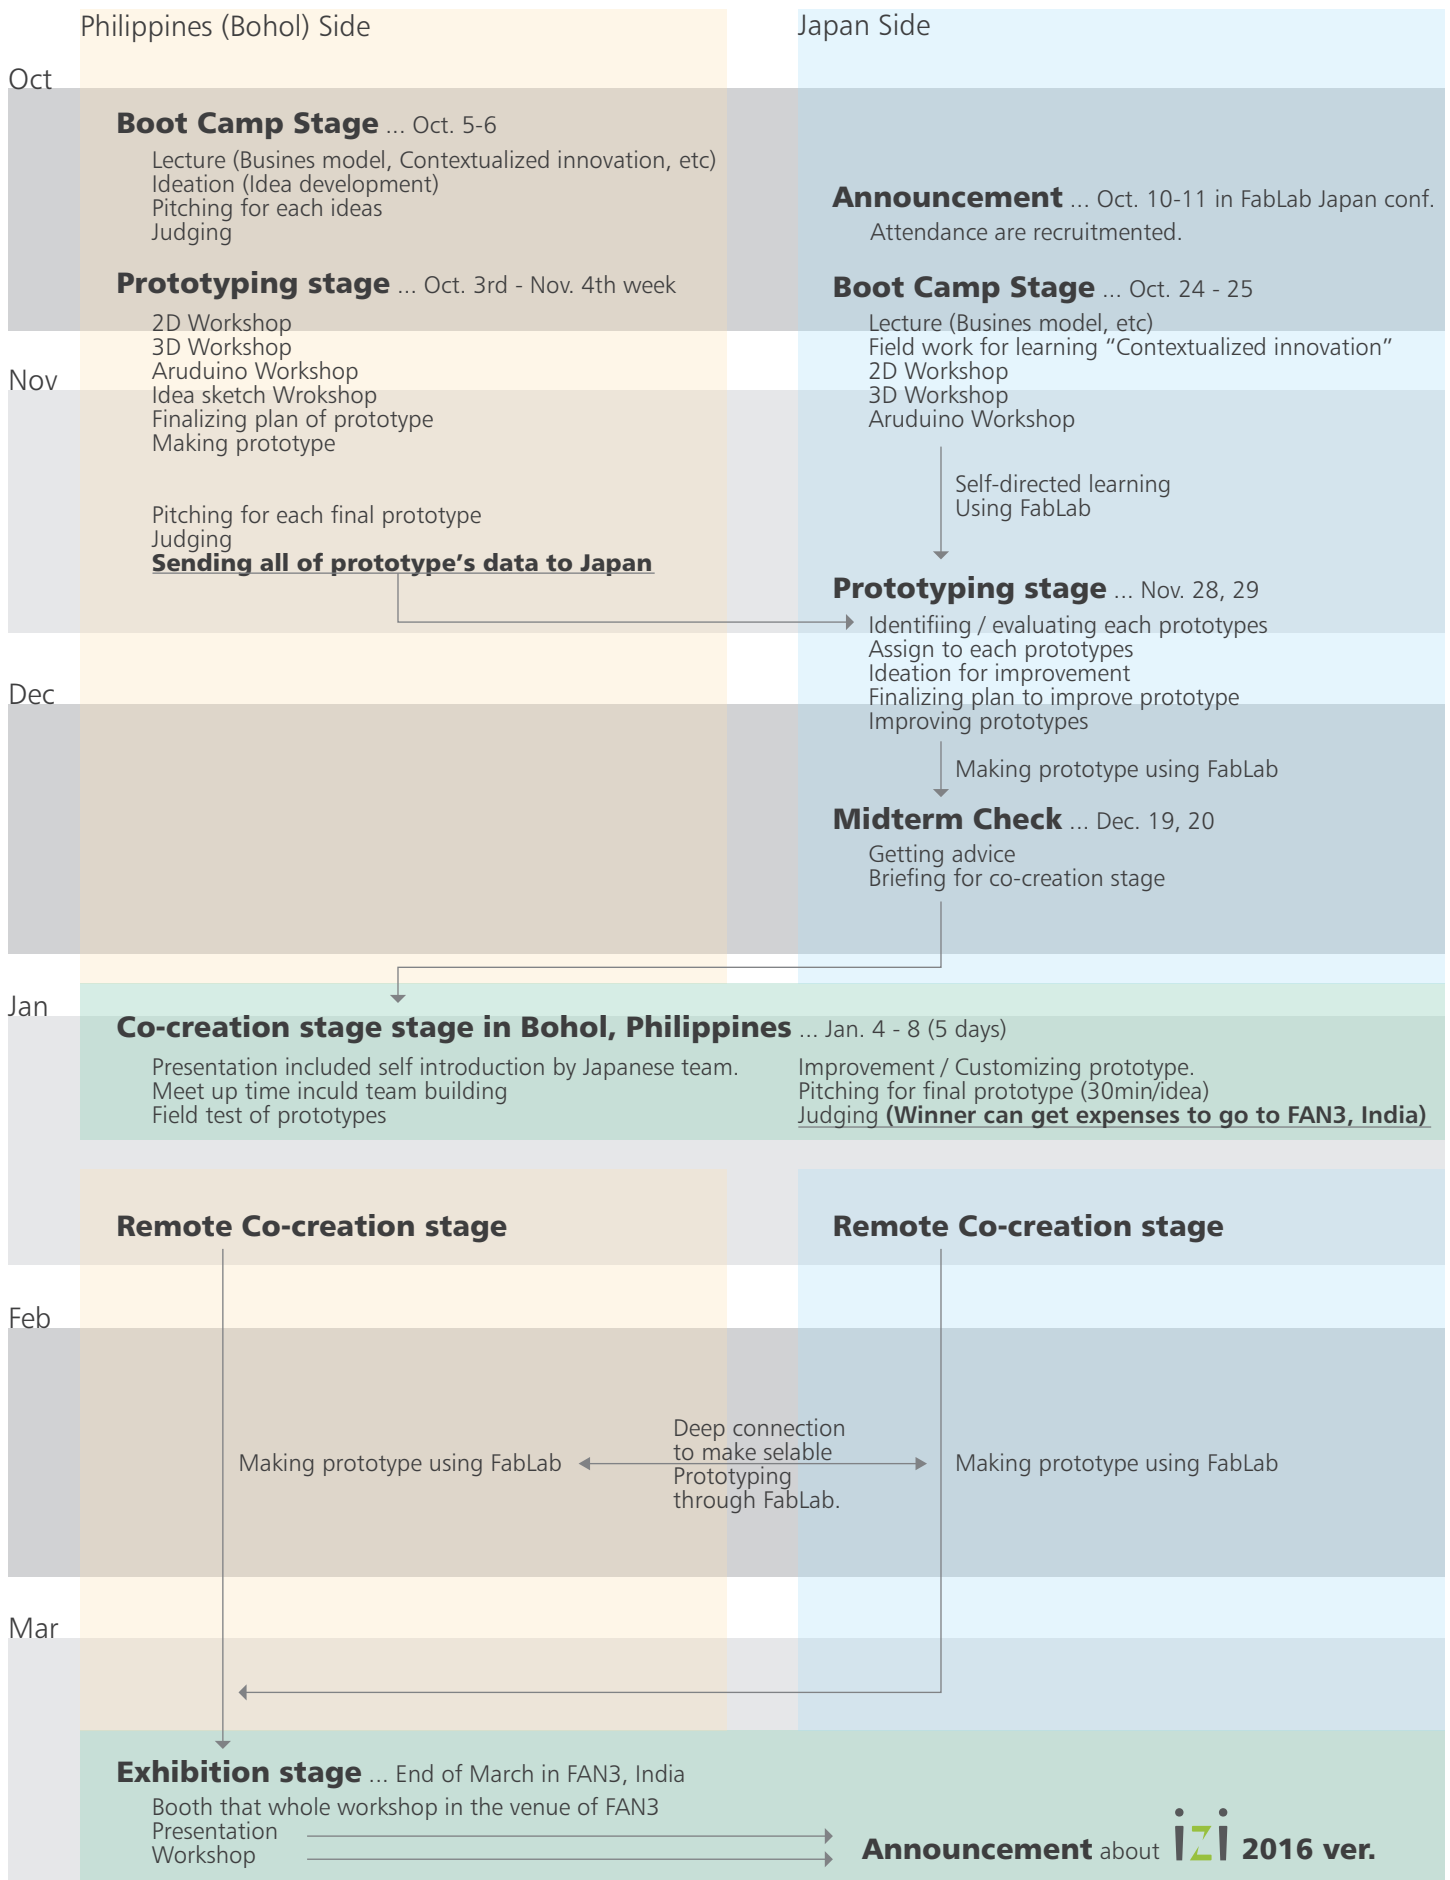 Philippines (Bohol) Side
Japan Side
Oct
Boot Camp Stage ... Oct. 5-6
Lecture (Busines model, Contextualized innovation, etc)
Ideation (Idea development)
Pitching for each ideas
Judging
Announcement ... Oct. 10-11 in FabLab Japan conf.
Attendance are recruitmented.
Prototyping stage ... Oct. 3rd - Nov. 4th week
2D Workshop
3D Workshop
Aruduino Workshop
Idea sketch Wrokshop
Finalizing plan of prototype
Making prototype
Boot Camp Stage ... Oct. 24 - 25
Lecture (Busines model, etc)
Field work for learning “Contextualized innovation”
2D Workshop
3D Workshop
Aruduino Workshop
Nov
Self-directed learning
Using FabLab
Pitching for each final prototype
Judging
Sending all of prototype’s data to Japan
Prototyping stage ... Nov. 28, 29
Identifiing / evaluating each prototypes
Assign to each prototypes
Ideation for improvement
Finalizing plan to improve prototype
Improving prototypes
Dec
Making prototype using FabLab
Midterm Check ... Dec. 19, 20
Getting advice
Briefing for co-creation stage
Jan
Co-creation stage stage in Bohol, Philippines ... Jan. 4 - 8 (5 days)
Presentation included self introduction by Japanese team.
Meet up time inculd team building
Field test of prototypes
Improvement / Customizing prototype.
Pitching for final prototype (30min/idea)
Judging (Winner can get expenses to go to FAN3, India)
Remote Co-creation stage
Remote Co-creation stage
Feb
Making prototype using FabLab
Deep connection
to make selable
Prototyping
through FabLab.
Making prototype using FabLab
Mar
Exhibition stage ... End of March in FAN3, India
Booth that whole workshop in the venue of FAN3
Presentation
Workshop
Announcement about izi 2016 ver.